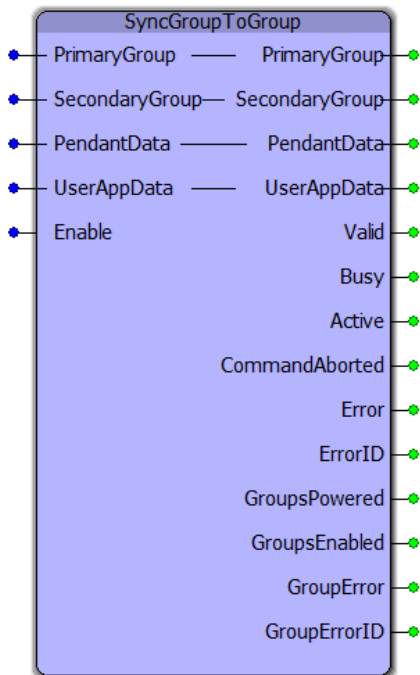 SyncGroupToGroup
PrimaryGroup PrimaryGroup
SecondaryGroup SecondaryGroup
PendantData PendantData
UserAppData UserAppData
Enable Valid
Busy
Active
CommandAborted
Error
ErrorID
GroupsPowered
GroupsEnabled
GroupError
GroupErrorID